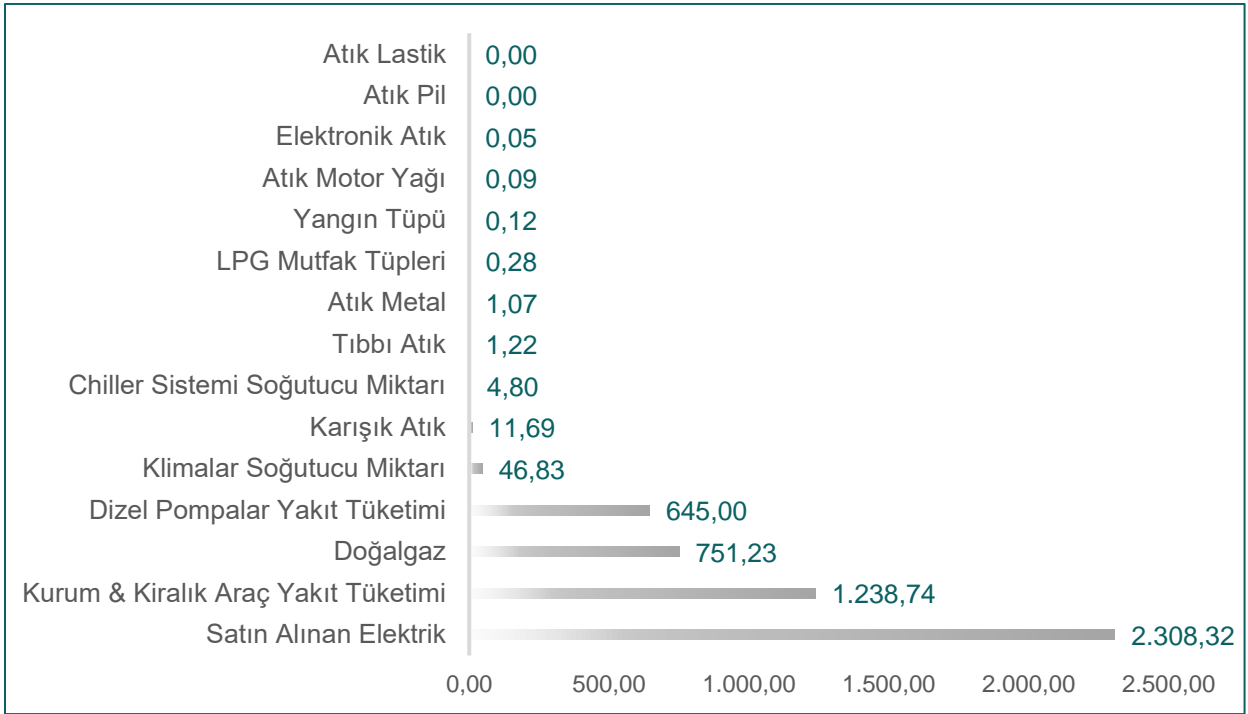 Atık Lastik 0,00
Atık Pil 0,00
Elektronik Atık 0,05
Atık Motor Yağı 0,09
Yangın Tüpü 0,12
LPG Mutfak Tüpleri 0,28
Atık Metal 1,07
Tıbbı Atık 1,22
Chiller Sistemi Soğutucu Miktarı 4,80
Karışık Atık 11,69
Klimalar Soğutucu Miktarı 46,83
Dizel Pompalar Yakıt Tüketimi 645,00
Doğalgaz 751,23
Kurum & Kiralık Araç Yakıt Tüketimi 1.238,74
Satın Alınan Elektrik 2.308,32
0,00 500,00 1.000,00 1.500,00 2.000,00 2.500,00